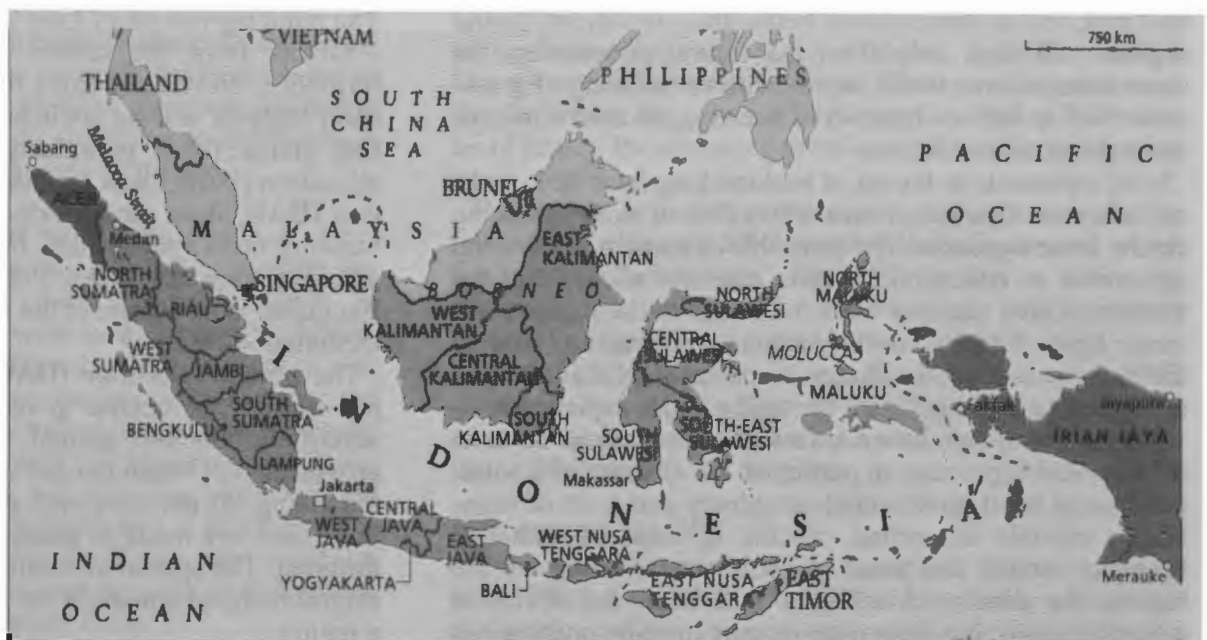 VIETNAM
750 km
THAILAND
PHILIPPINES
SOUTH
CHINA
SEA
PACIFIC
OCEAN
Sabang
Malacca Strait
ACEH
BRUNEI
MALAYSIA
Medan
EAST
KALIMANTAN
NORTH
SUMATRA
SINGAPORE
BORNEO
NORTH
MALUKU
RIAU
WEST
KALIMANTAN
NORTH
SULAWESI
CENTRAL
SULAWESI
MOLUCCAS
WEST
SUMATRA
JAMBI
CENTRAL
KALIMANTAN
MALUKU
SOUTH
SUMATRA
Fakfak
Jayapura
BENGKULU
SOUTH
KALIMANTAN
SOUTH-EAST
SULAWESI
IRIAN JAYA
SOUTH
SULAWESI
LAMPUNG
Makassar
Jakarta
INDONESIA
WEST
JAVA
CENTRAL
JAVA
EAST
JAVA
WEST NUSA
TENGGARA
INDIAN
OCEAN
YOGYAKARTA
BALI
EAST NUSA
TENGGARA
EAST
TIMOR
Merauke